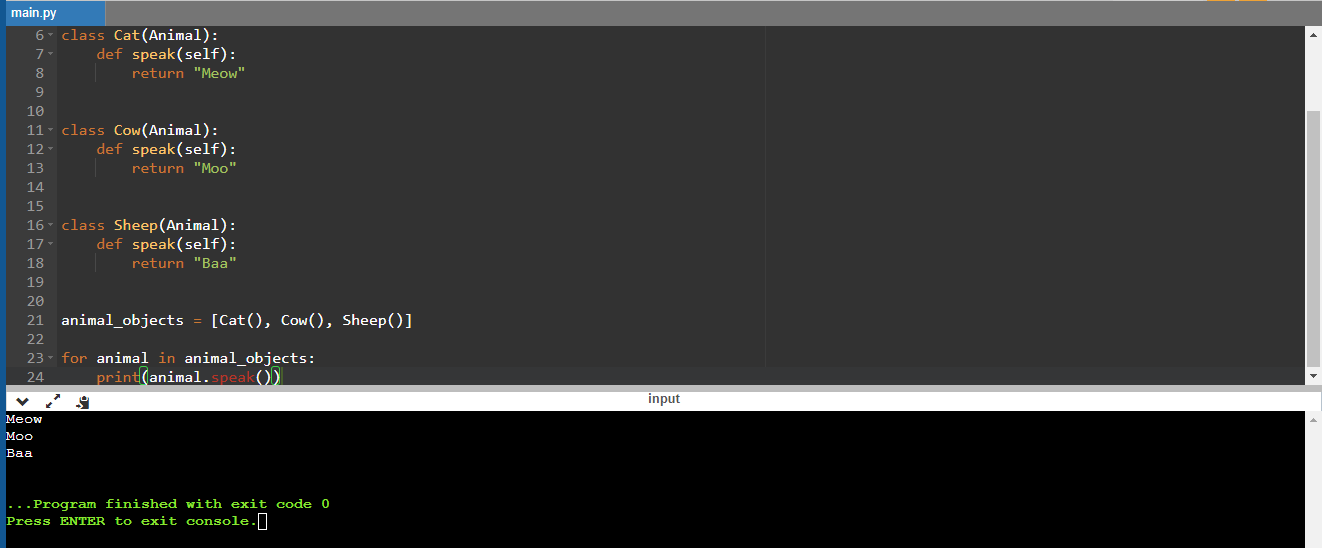 main.py
6 class Cat(Animal):
7     def speak(self):
8         return "Meow"
9
10
11 class Cow(Animal):
12     def speak(self):
13         return "Moo"
14
15
16 class Sheep(Animal):
17     def speak(self):
18         return "Baa"
19
20
21 animal_objects = [Cat(), Cow(), Sheep()]
22
23 for animal in animal_objects:
24     print(animal.speak())
input
Meow
Moo
Baa
...Program finished with exit code 0
Press ENTER to exit console.